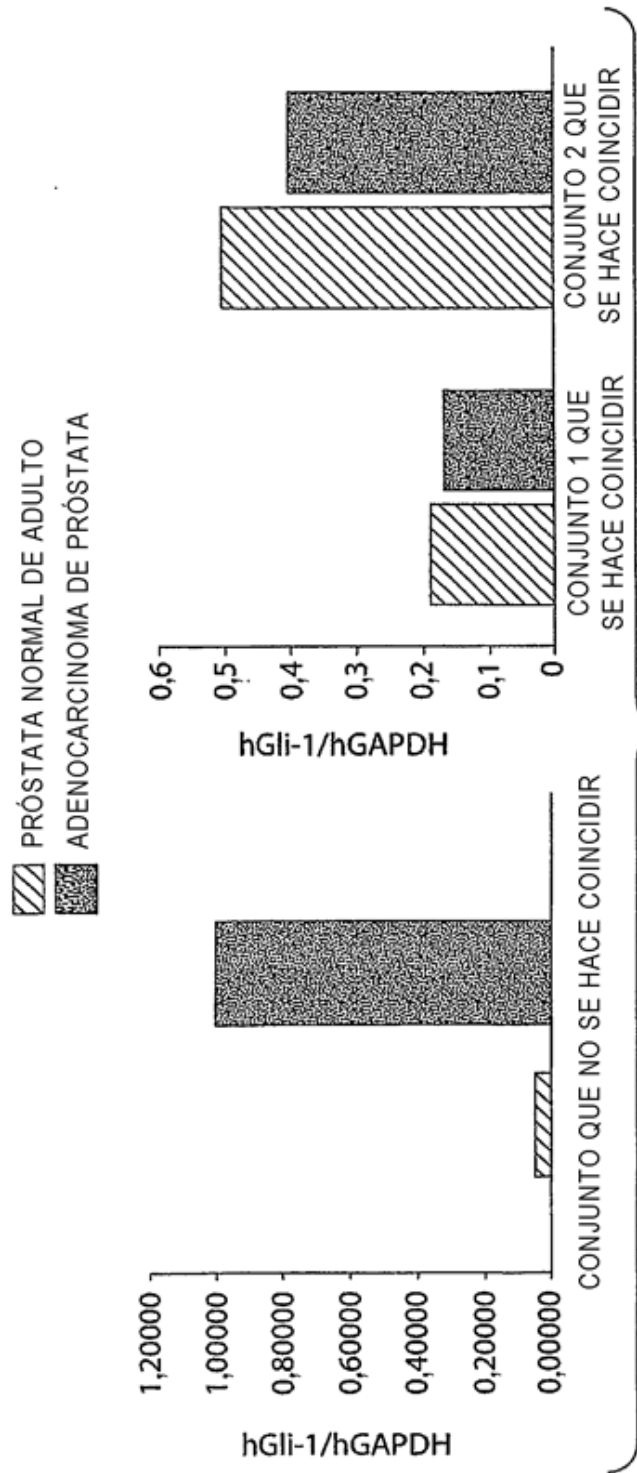 PRÓSTATA NORMAL DE ADULTO
ADENOCARCINOMA DE PRÓSTATA
hGli-1/hGAPDH
1,20000
1,00000
0,80000
0,60000
0,40000
0,20000
0,00000
CONJUNTO QUE NO SE HACE COINCIDIR
hGli-1/hGAPDH
0,6
0,5
0,4
0,3
0,2
0,1
0
CONJUNTO 1 QUE
SE HACE COINCIDIR
CONJUNTO 2 QUE
SE HACE COINCIDIR